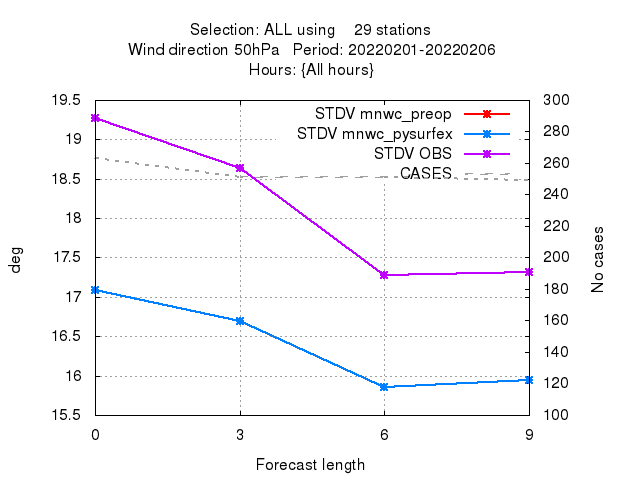 Selection: ALL using    29 stations
Wind direction 50hPa   Period: 20220201-20220206
Hours: {All hours}
STDV mnwc_preop
STDV mnwc_pysurfex
STDV OBS
CASES
19.5
19
18.5
18
17.5
17
16.5
16
15.5
deg
300
280
260
240
220
200
180
160
140
120
100
No cases
0 3 6 9
Forecast length